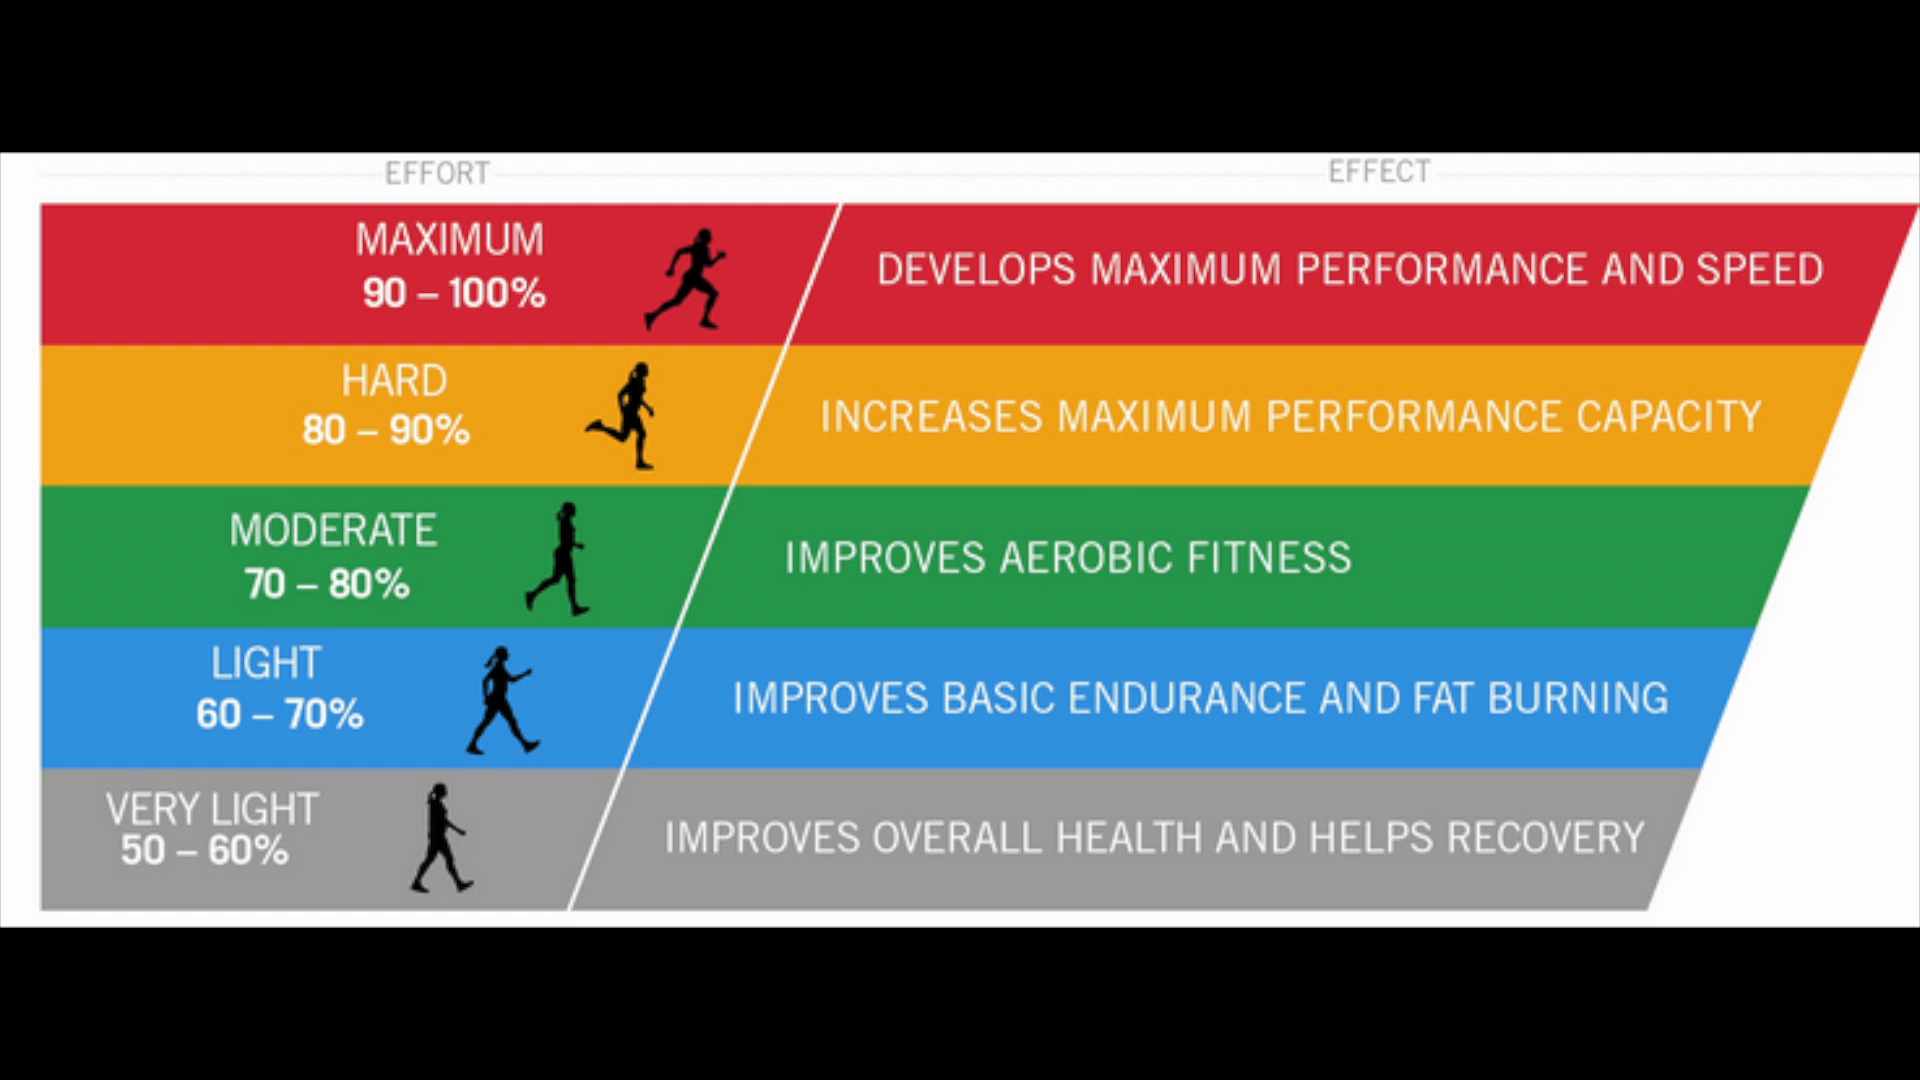 EFFORT
EFFECT
MAXIMUM
90 – 100%
DEVELOPS MAXIMUM PERFORMANCE AND SPEED
HARD
80 – 90%
INCREASES MAXIMUM PERFORMANCE CAPACITY
MODERATE
70 – 80%
IMPROVES AEROBIC FITNESS
LIGHT
60 – 70%
IMPROVES BASIC ENDURANCE AND FAT BURNING
VERY LIGHT
50 – 60%
IMPROVES OVERALL HEALTH AND HELPS RECOVERY